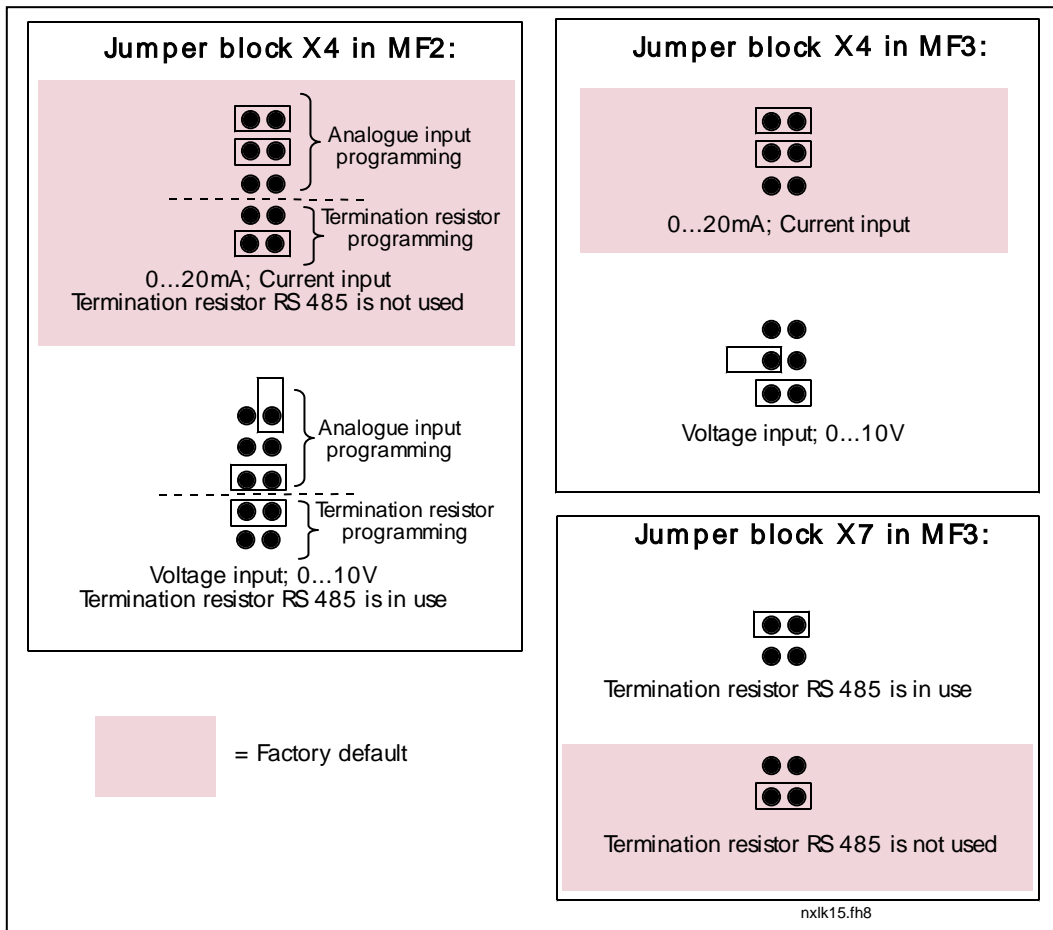 Jumper block X4 in MF2:
Analogue input
programming
Termination resistor
programming
0...20mA; Current input
Termination resistor RS 485 is not used
Analogue input
programming
Termination resistor
programming
Voltage input; 0...10V
Termination resistor RS 485 is in use
= Factory default
Jumper block X4 in MF3:
0...20mA; Current input
Voltage input; 0...10V
Jumper block X7 in MF3:
Termination resistor RS 485 is in use
Termination resistor RS 485 is not used
nxlk15.fh8